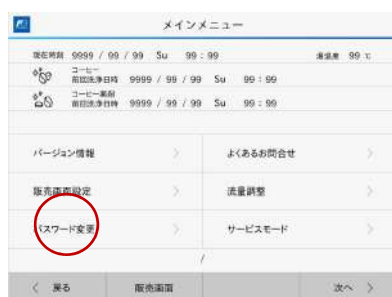 メインメニュー
現在時刻 9999 / 99 / 99 Su 99 : 99 湯温度 99 ℃
コーヒー
前回洗浄日時 9999 / 99 / 99 Su 99 : 99
コーヒー薬剤
前回洗浄日時 9999 / 99 / 99 Su 99 : 99
バージョン情報 > よくあるお問合せ >
販売画面設定 > 流量調整 >
パスワード変更 > サービスモード >
/
< 戻る 販売画面 次へ >